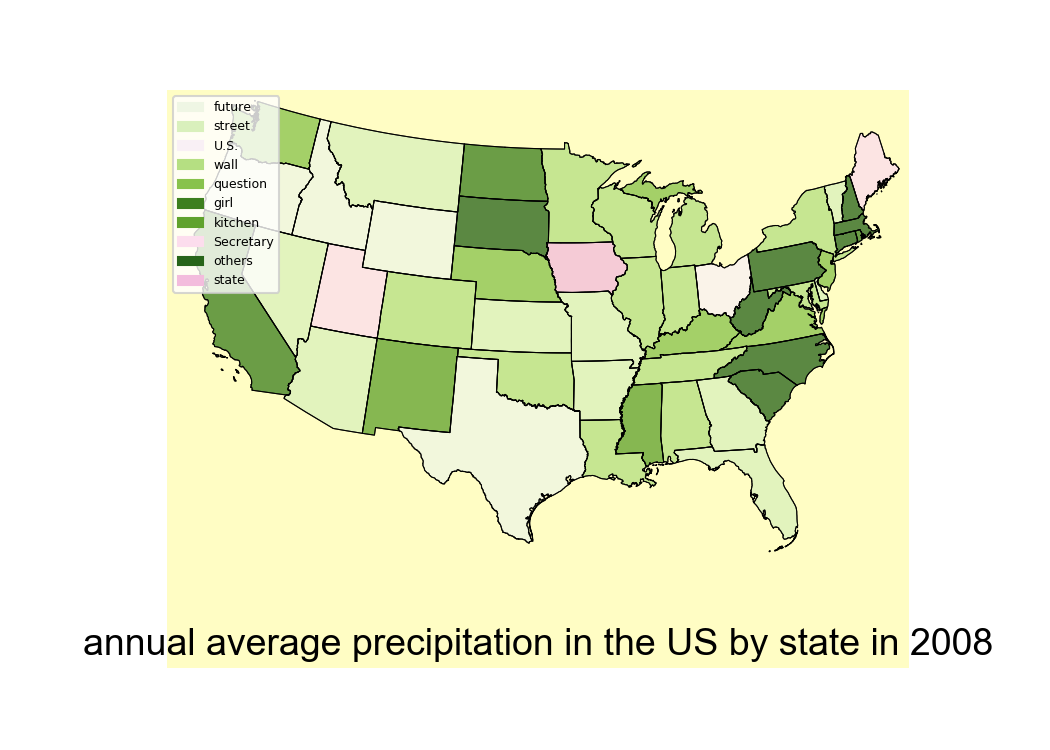 future
street
U.S.
wall
question
girl
kitchen
Secretary
others
state
annual average precipitation in the US by state in 2008